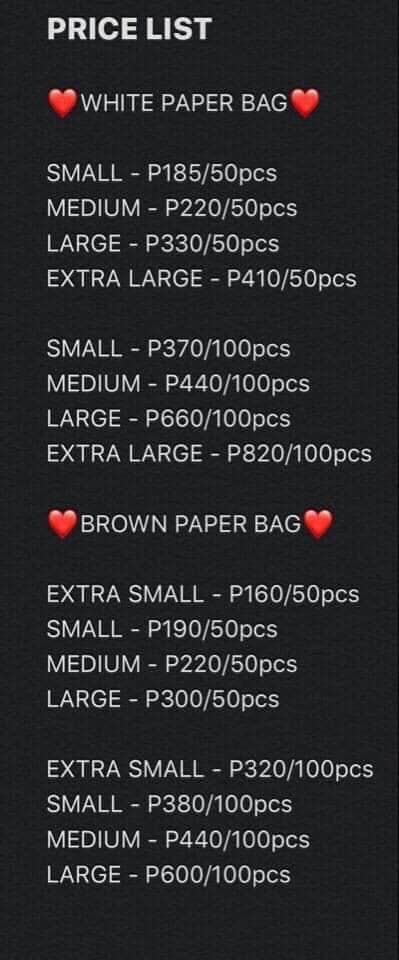 PRICE LIST
❤️WHITE PAPER BAG❤️
SMALL - P185/50pcs
MEDIUM - P220/50pcs
LARGE - P330/50pcs
EXTRA LARGE - P410/50pcs
SMALL - P370/100pcs
MEDIUM - P440/100pcs
LARGE - P660/100pcs
EXTRA LARGE - P820/100pcs
❤️BROWN PAPER BAG❤️
EXTRA SMALL - P160/50pcs
SMALL - P190/50pcs
MEDIUM - P220/50pcs
LARGE - P300/50pcs
EXTRA SMALL - P320/100pcs
SMALL - P380/100pcs
MEDIUM - P440/100pcs
LARGE - P600/100pcs